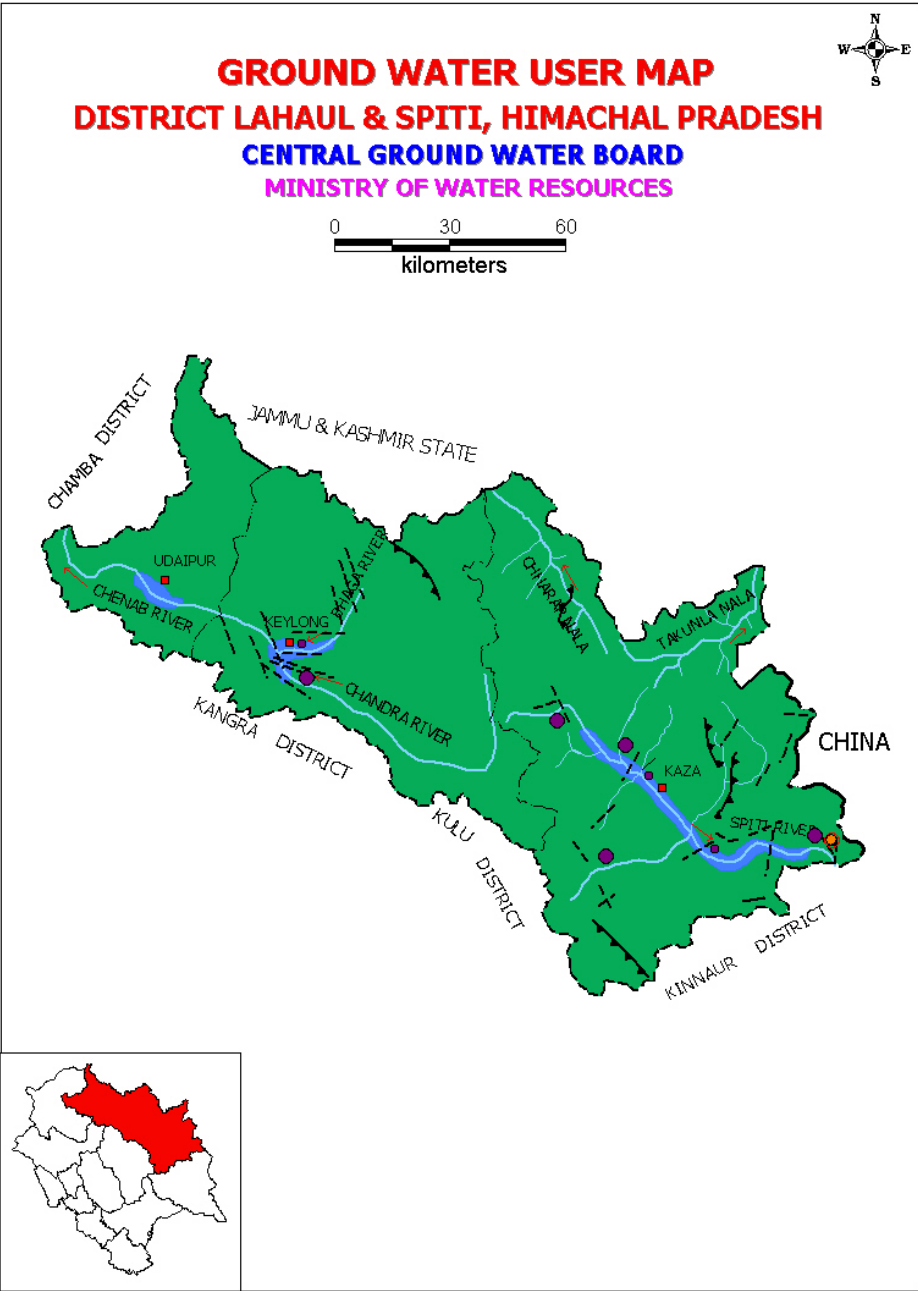 N
W E
S
GROUND WATER USER MAP
DISTRICT LAHAUL & SPITI, HIMACHAL PRADESH
CENTRAL GROUND WATER BOARD
MINISTRY OF WATER RESOURCES
0 30 60
kilometers
CHAMBA DISTRICT
JAMMU & KASHMIR STATE
UDAIPUR
CHENAB RIVER
KEYLONG
BHAGA RIVER
CHHARAP NALA
TAKUNLA NALA
CHANDRA RIVER
KANGRA DISTRICT
CHINA
KAZA
KULU DISTRICT
SPITI RIVER
KINNAUR DISTRICT